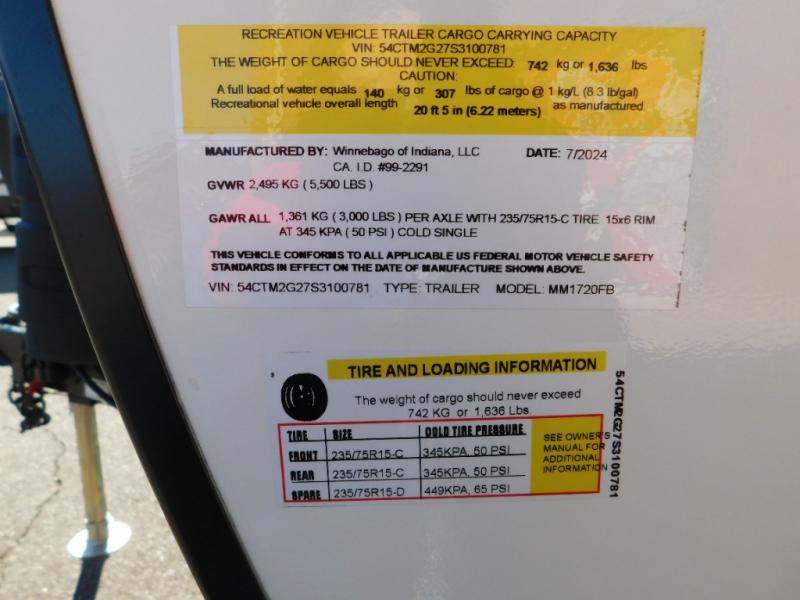 RECREATION VEHICLE TRAILER CARGO CARRYING CAPACITY
VIN: 54CTM2G27S3100781
THE WEIGHT OF CARGO SHOULD NEVER EXCEED: 742 kg or 1,636 lbs
CAUTION:
A full load of water equals 140 kg or 307 lbs of cargo @ 1 kg/L (8.3 lb/gal)
Recreational vehicle overall length 20 ft 5 in (6.22 meters) as manufactured
MANUFACTURED BY: Winnebago of Indiana, LLC DATE: 7/2024
CA. I.D. #99-2291
GVWR 2,495 KG ( 5,500 LBS )
GAWR ALL 1,361 KG ( 3,000 LBS ) PER AXLE WITH 235/75R15-C TIRE 15x6 RIM
AT 345 KPA ( 50 PSI ) COLD SINGLE
THIS VEHICLE CONFORMS TO ALL APPLICABLE US FEDERAL MOTOR VEHICLE SAFETY
STANDARDS IN EFFECT ON THE DATE OF MANUFACTURE SHOWN ABOVE.
VIN: 54CTM2G27S3100781 TYPE: TRAILER MODEL: MM1720FB
TIRE AND LOADING INFORMATION
The weight of cargo should never exceed
742 KG or 1,636 Lbs
TIRE SIZE COLD TIRE PRESSURE
FRONT 235/75R15-C 345KPA, 50 PSI
REAR 235/75R15-C 345KPA, 50 PSI
SPARE 235/75R15-D 449KPA, 65 PSI
SEE OWNER'S
MANUAL FOR
ADDITIONAL
INFORMATION
54CTM2G27S3100781